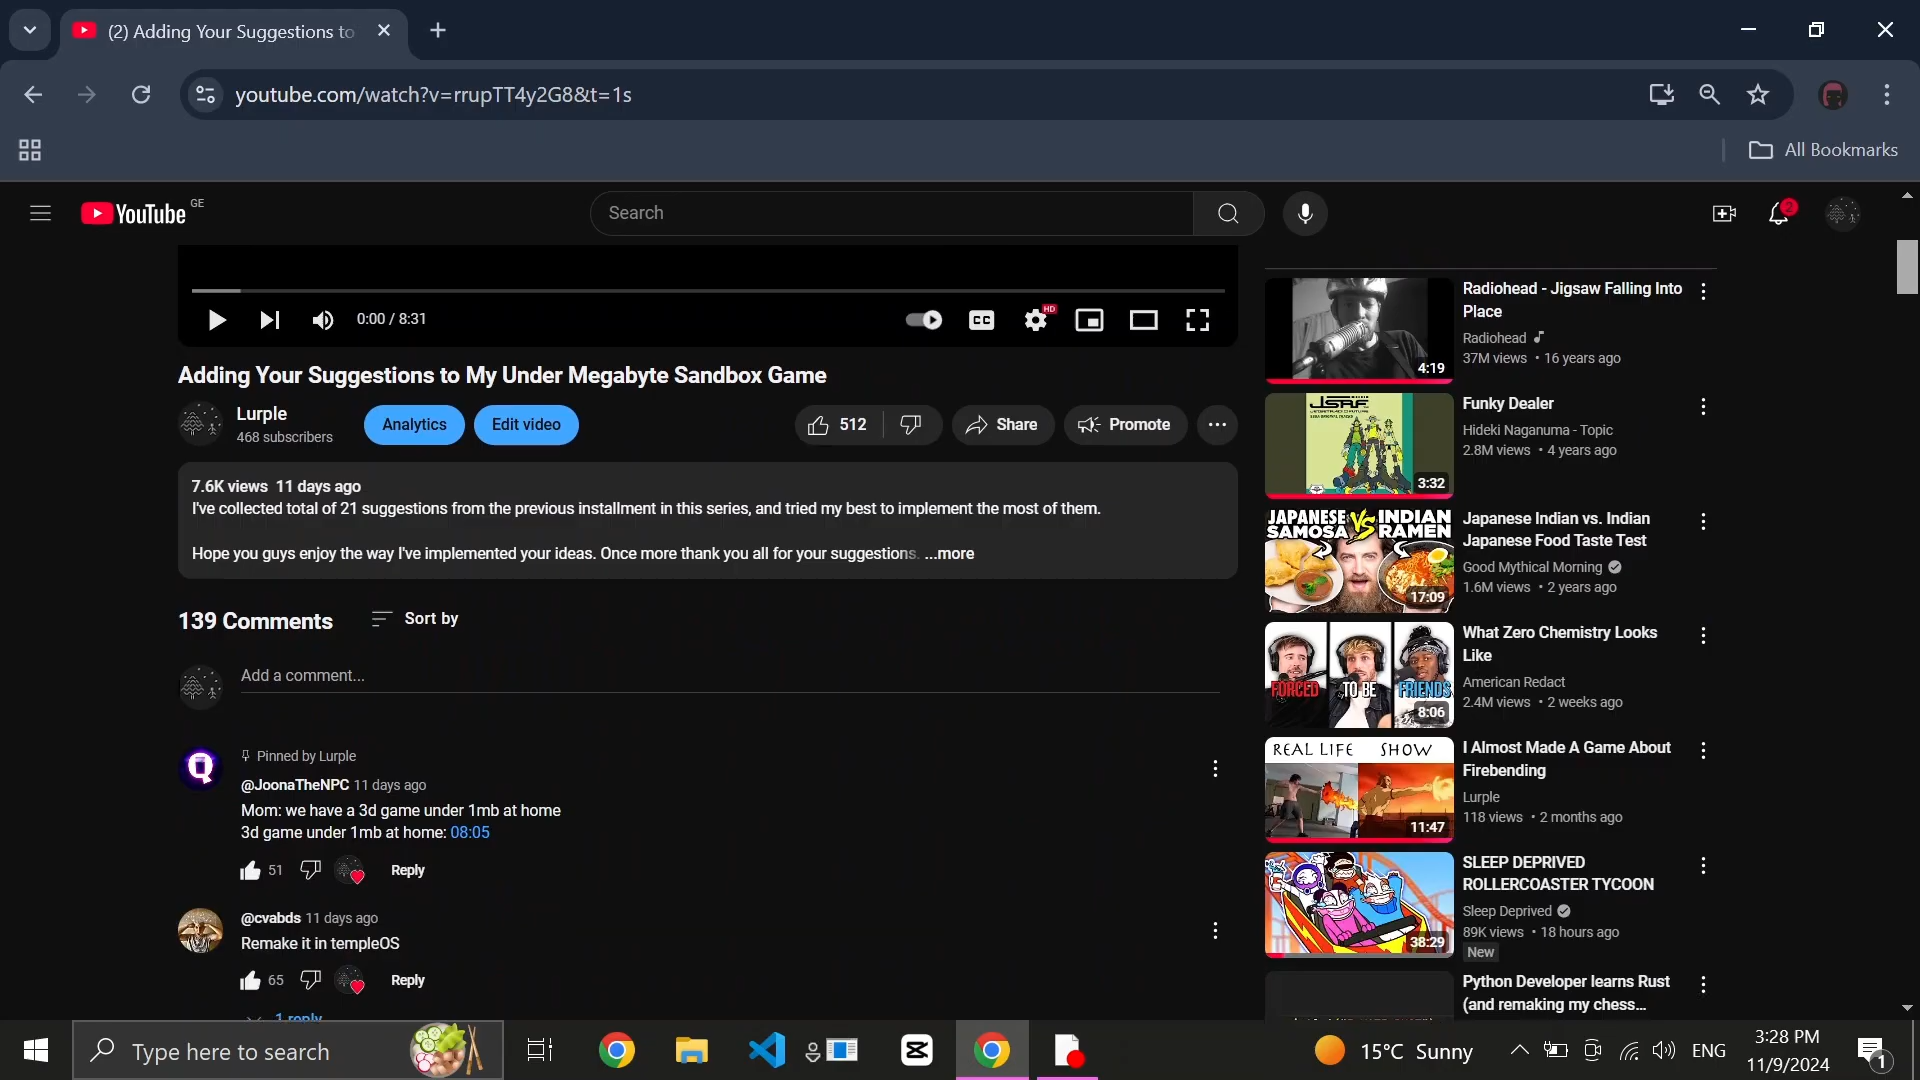 (2) Adding Your Suggestions to
youtube.com/watch?v=rrupTT4y2G8&t=1s
All Bookmarks
YouTube GE
Search
2
0:00 / 8:31
CC
HD
Adding Your Suggestions to My Under Megabyte Sandbox Game
Lurple
468 subscribers
Analytics
Edit video
512
Share
Promote
7.6K views 11 days ago
I've collected total of 21 suggestions from the previous installment in this series, and tried my best to implement the most of them.
Hope you guys enjoy the way I've implemented your ideas. Once more thank you all for your suggestions. ...more
139 Comments
Sort by
Add a comment...
Pinned by Lurple
@JoonaTheNPC 11 days ago
Mom: we have a 3d game under 1mb at home
3d game under 1mb at home: 08:05
51
Reply
@cvabds 11 days ago
Remake it in templeOS
65
Reply
1 reply
Radiohead - Jigsaw Falling Into
Place
Radiohead
37M views • 16 years ago
4:19
JSRF
Funky Dealer
Hideki Naganuma - Topic
2.8M views • 4 years ago
3:32
JAPANESE VS INDIAN
SAMOSA RAMEN
17:09
Japanese Indian vs. Indian
Japanese Food Taste Test
Good Mythical Morning
1.6M views • 2 years ago
FORCED TO BE FRIENDS
8:06
What Zero Chemistry Looks
Like
American Redact
2.4M views • 2 weeks ago
REAL LIFE SHOW
11:47
I Almost Made A Game About
Firebending
Lurple
118 views • 2 months ago
38:29
SLEEP DEPRIVED
ROLLERCOASTER TYCOON
Sleep Deprived
89K views • 18 hours ago
New
Python Developer learns Rust
(and remaking my chess...
Type here to search
15°C Sunny
ENG
3:28 PM
11/9/2024
1